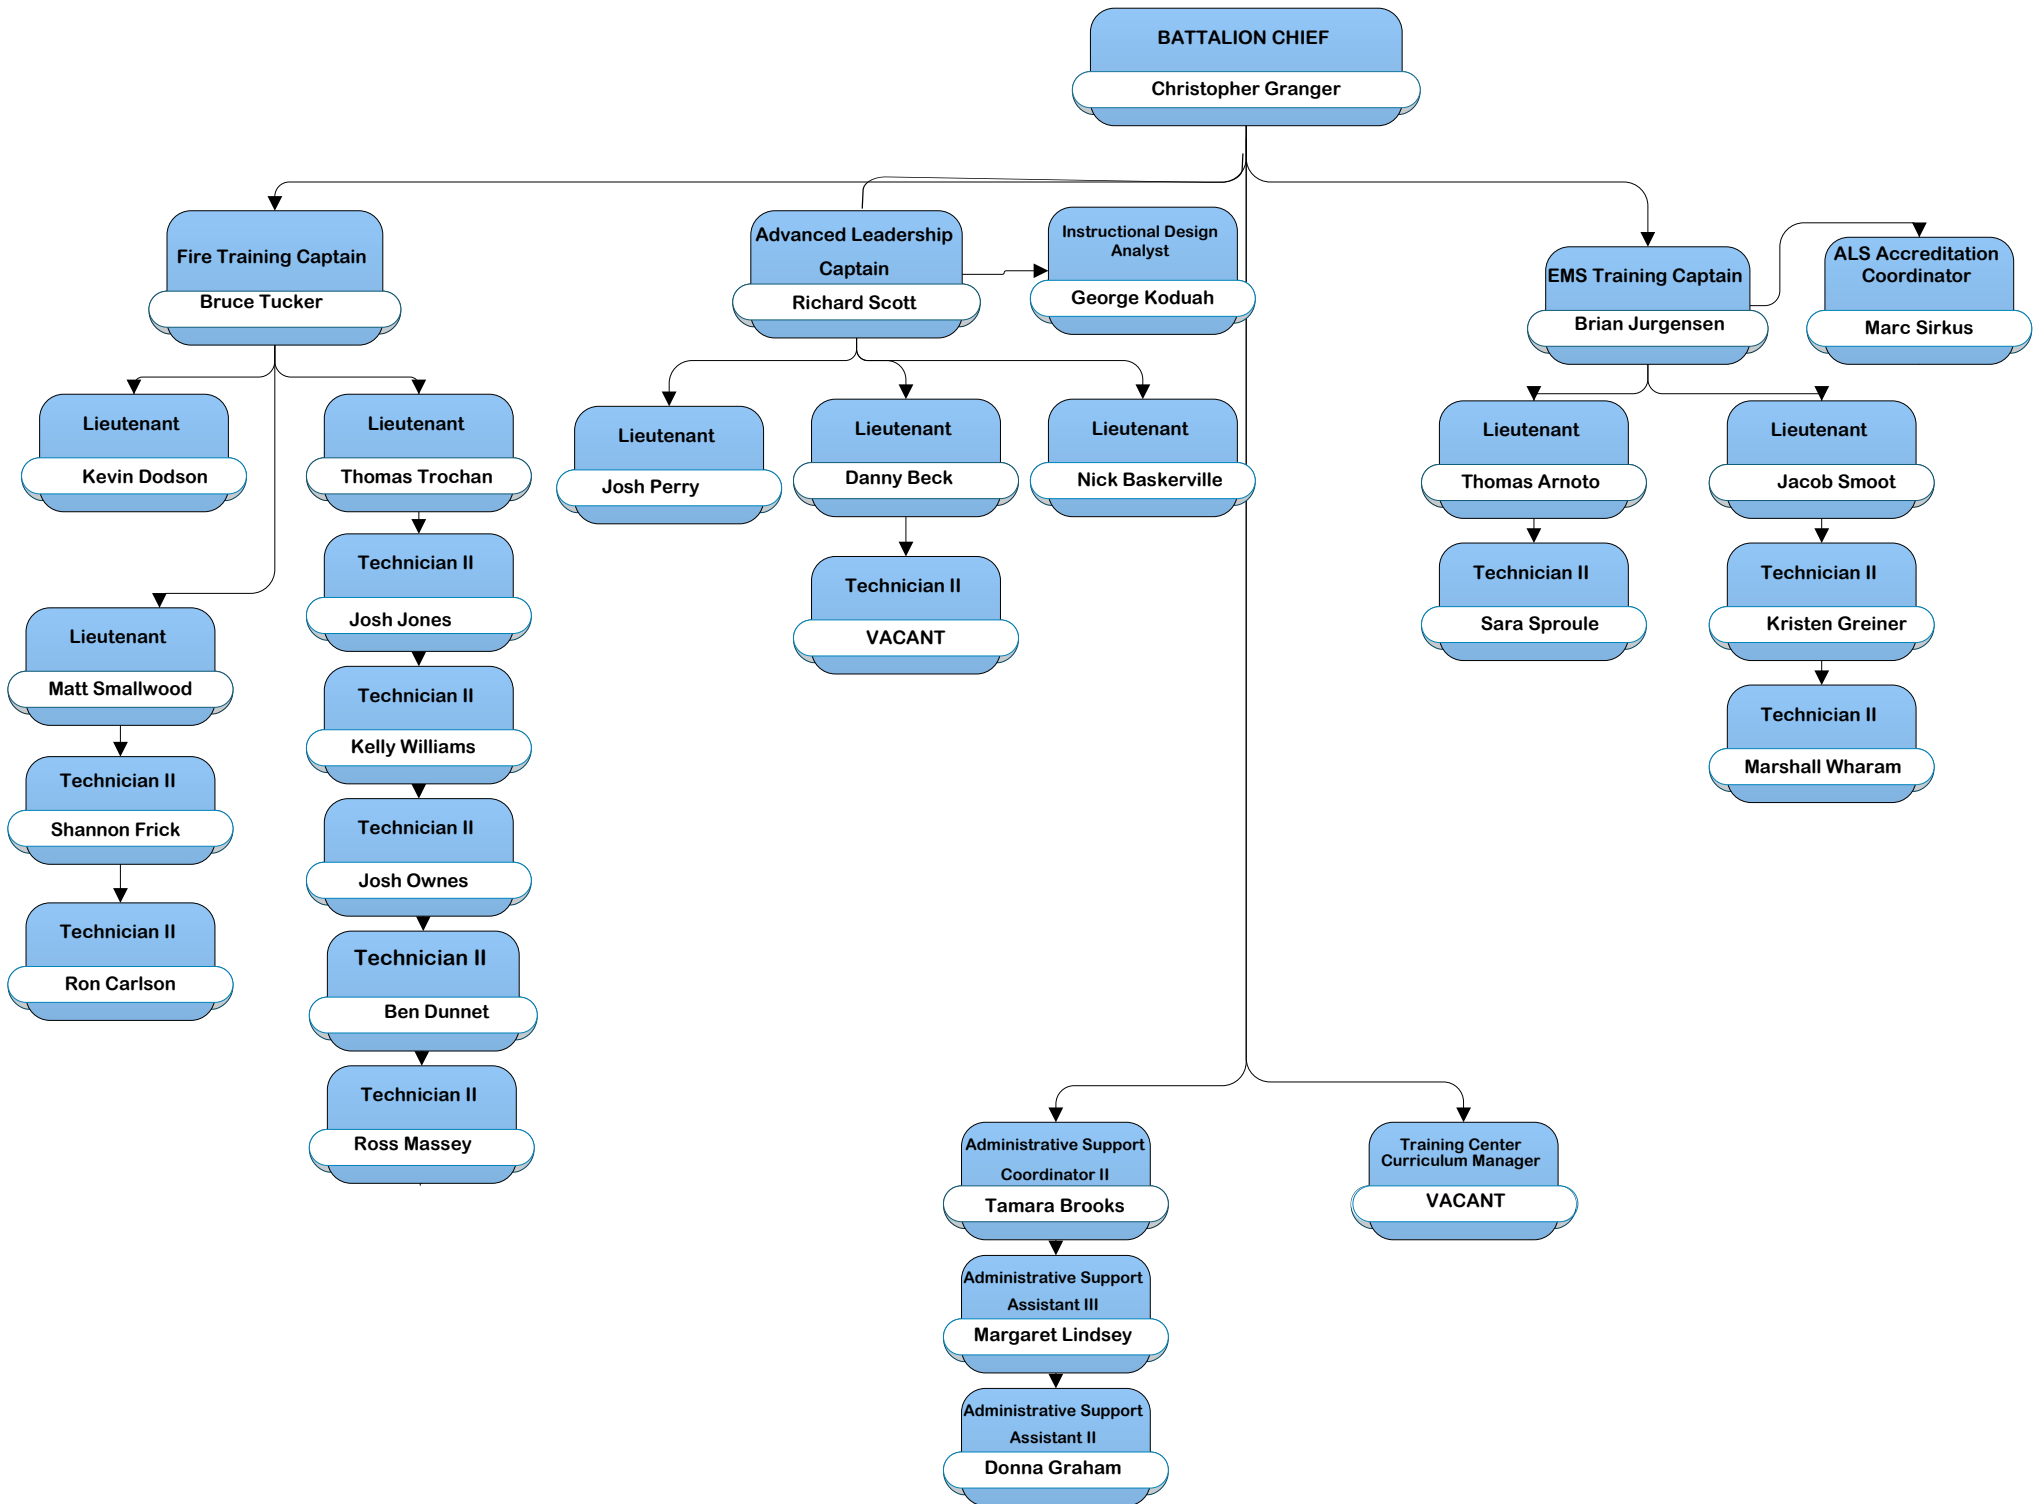 BATTALION CHIEF
Christopher Granger
Fire Training Captain
Bruce Tucker
Advanced Leadership
Captain
Richard Scott
Instructional Design
Analyst
George Koduah
EMS Training Captain
Brian Jurgensen
ALS Accreditation
Coordinator
Marc Sirkus
Lieutenant
Kevin Dodson
Lieutenant
Thomas Trochan
Lieutenant
Josh Perry
Lieutenant
Danny Beck
Lieutenant
Nick Baskerville
Lieutenant
Thomas Arnoto
Lieutenant
Jacob Smoot
Technician II
Josh Jones
Technician II
VACANT
Technician II
Sara Sproule
Technician II
Kristen Greiner
Lieutenant
Matt Smallwood
Technician II
Kelly Williams
Technician II
Marshall Wharam
Technician II
Shannon Frick
Technician II
Josh Ownes
Technician II
Ron Carlson
Technician II
Ben Dunnet
Technician II
Ross Massey
Administrative Support
Coordinator II
Tamara Brooks
Training Center
Curriculum Manager
VACANT
Administrative Support
Assistant III
Margaret Lindsey
Administrative Support
Assistant II
Donna Graham